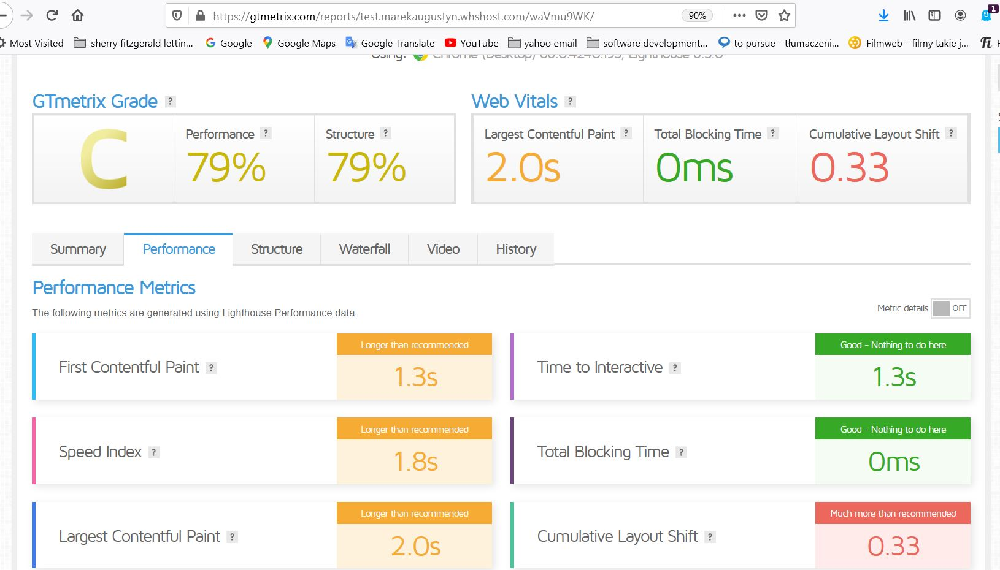 https://gtmetrix.com/reports/test.marekaugustyn.whshost.com/waVmu9WK/ 90% 1
Most Visited sherry fitzgerald lettin... Google Google Maps Google Translate YouTube yahoo email software development... to pursue - tłumaczeni... Filmweb - filmy takie j... Fi
Using: Chrome (Desktop)
GTmetrix Grade ? Web Vitals ?
C Performance ? Structure ? Largest Contentful Paint ? Total Blocking Time ? Cumulative Layout Shift ?
79% 79% 2.0s 0ms 0.33
Summary Performance Structure Waterfall Video History
Performance Metrics
The following metrics are generated using Lighthouse Performance data. Metric details OFF
Longer than recommended Good - Nothing to do here
First Contentful Paint ? 1.3s Time to Interactive ? 1.3s
Longer than recommended Good - Nothing to do here
Speed Index ? 1.8s Total Blocking Time ? 0ms
Longer than recommended Much more than recommended
Largest Contentful Paint ? 2.0s Cumulative Layout Shift ? 0.33